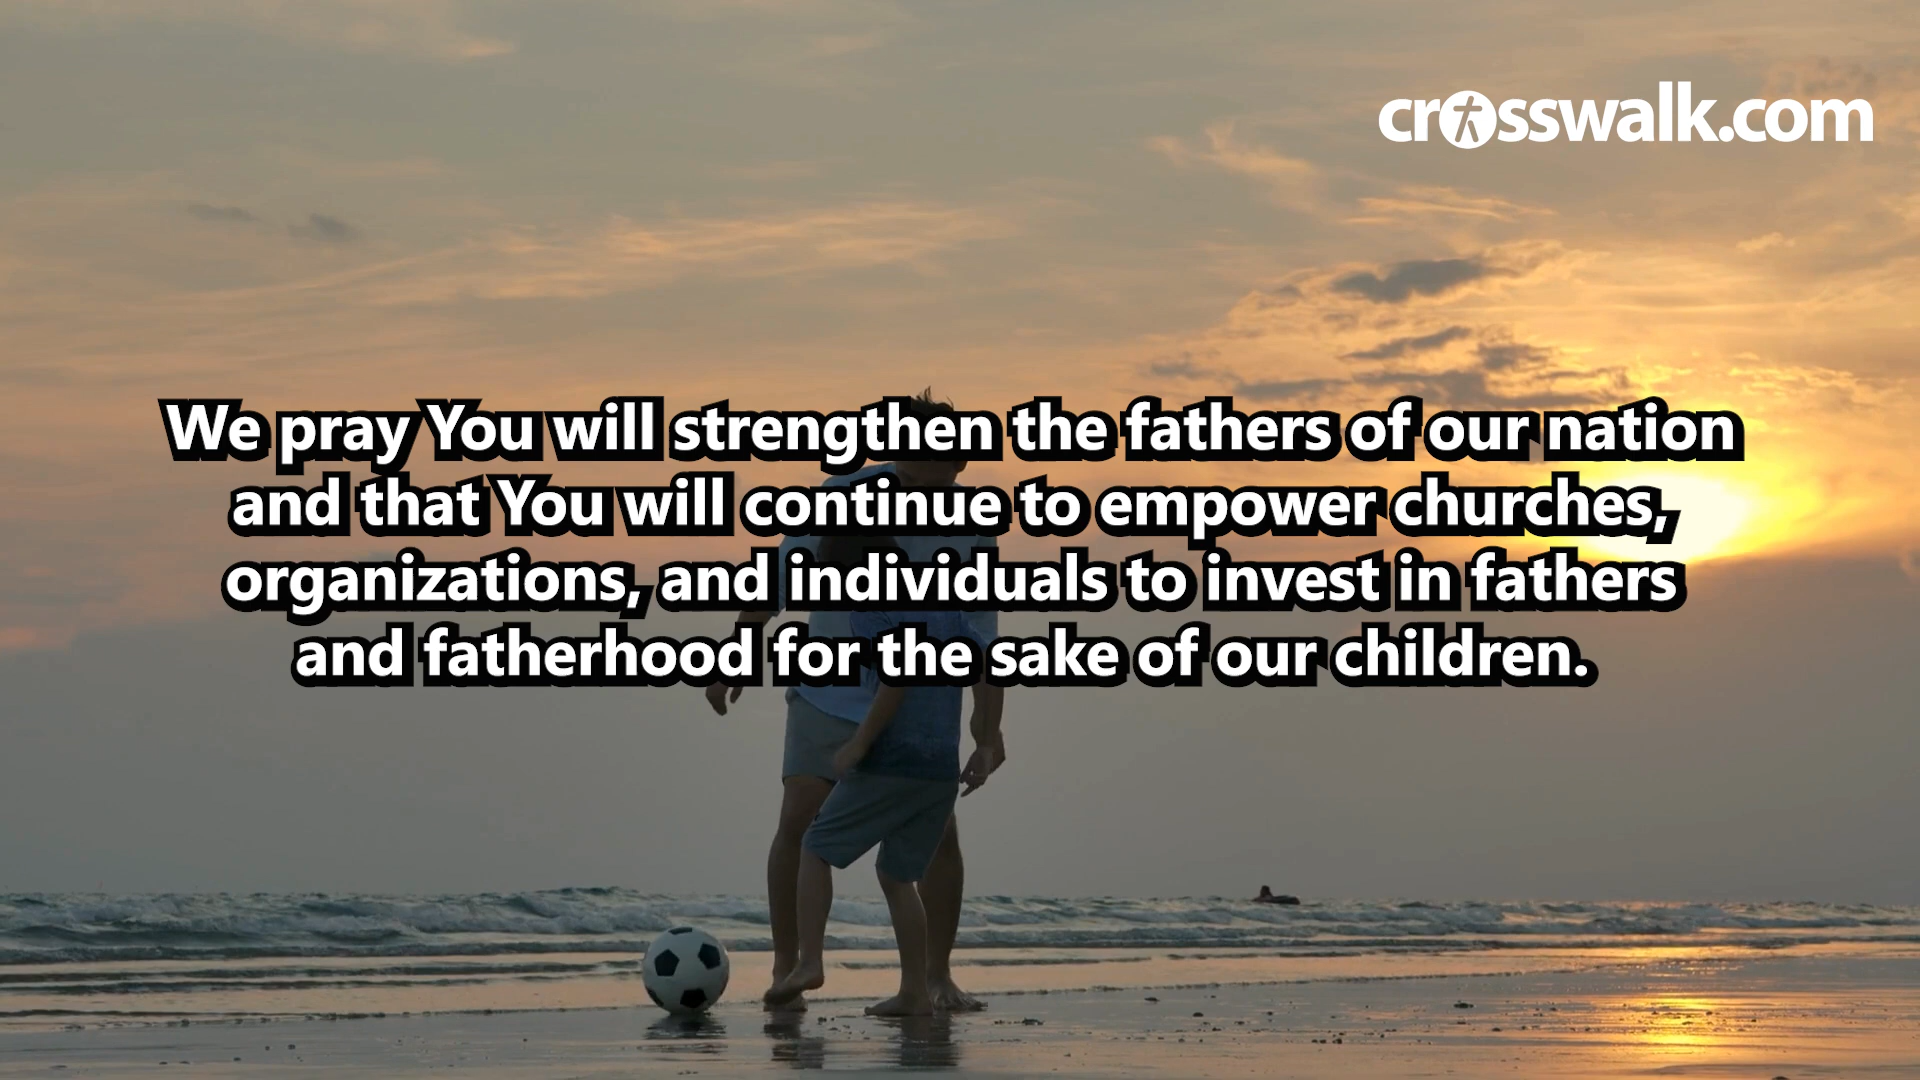 crosswalk.com
We pray You will strengthen the fathers of our nation
and that You will continue to empower churches,
organizations, and individuals to invest in fathers
and fatherhood for the sake of our children.